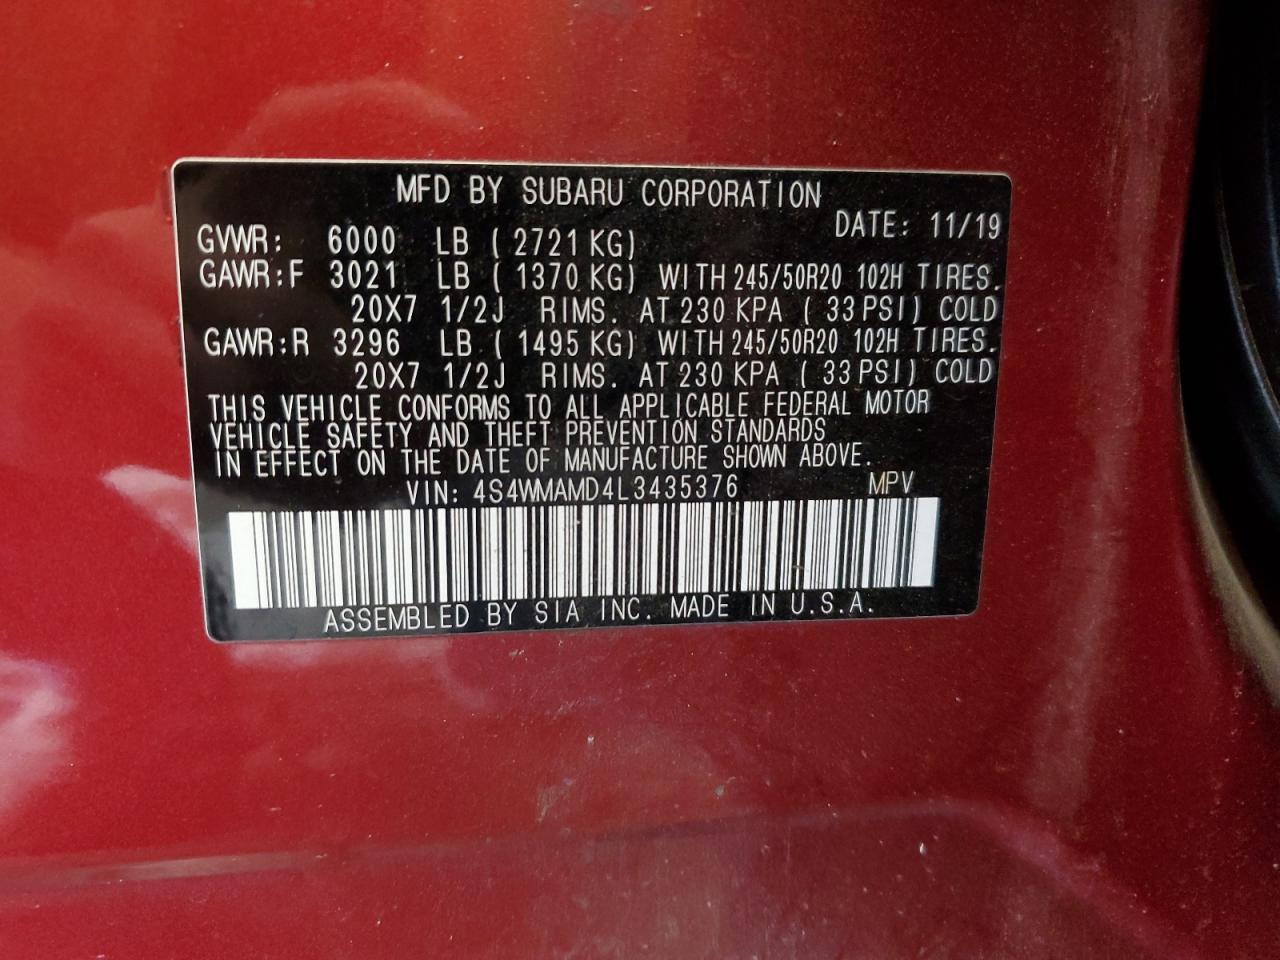 MFD BY SUBARU CORPORATION
DATE: 11/19
GVWR: 6000 LB ( 2721 KG)
GAWR:F 3021 LB ( 1370 KG) WITH 245/50R20 102H TIRES.
20X7 1/2J RIMS. AT 230 KPA ( 33 PSI) COLD
GAWR:R 3296 LB ( 1495 KG) WITH 245/50R20 102H TIRES.
20X7 1/2J RIMS. AT 230 KPA ( 33 PSI) COLD
THIS VEHICLE CONFORMS TO ALL APPLICABLE FEDERAL MOTOR
VEHICLE SAFETY AND THEFT PREVENTION STANDARDS
IN EFFECT ON THE DATE OF MANUFACTURE SHOWN ABOVE.
VIN: 4S4WMAMD4L3435376 MPV
ASSEMBLED BY SIA INC. MADE IN U.S.A.